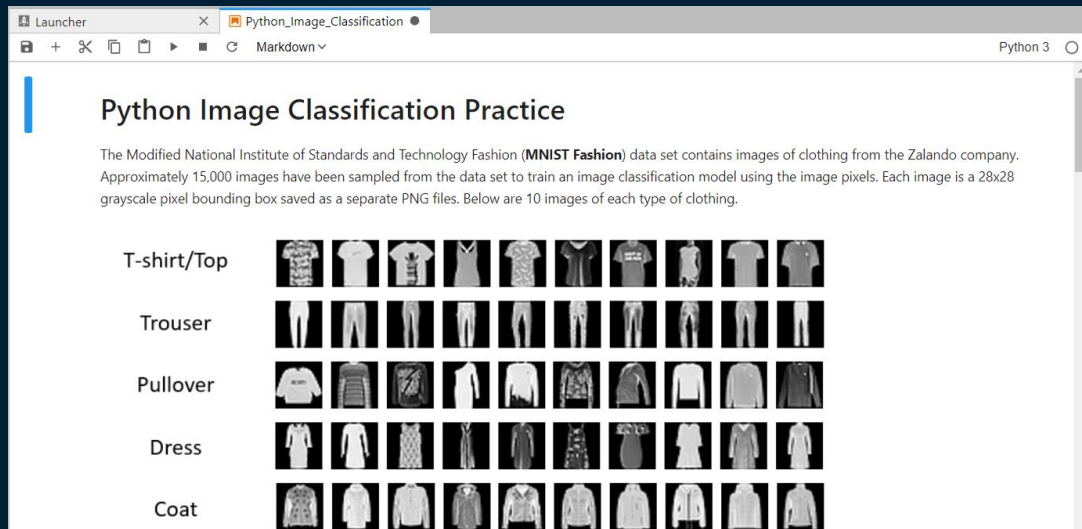 Launcher
Python_Image_Classification
Markdown
Python 3
Python Image Classification Practice
The Modified National Institute of Standards and Technology Fashion (MNIST Fashion) data set contains images of clothing from the Zalando company.
Approximately 15,000 images have been sampled from the data set to train an image classification model using the image pixels. Each image is a 28x28
grayscale pixel bounding box saved as a separate PNG files. Below are 10 images of each type of clothing.
T-shirt/Top
Trouser
Pullover
Dress
Coat